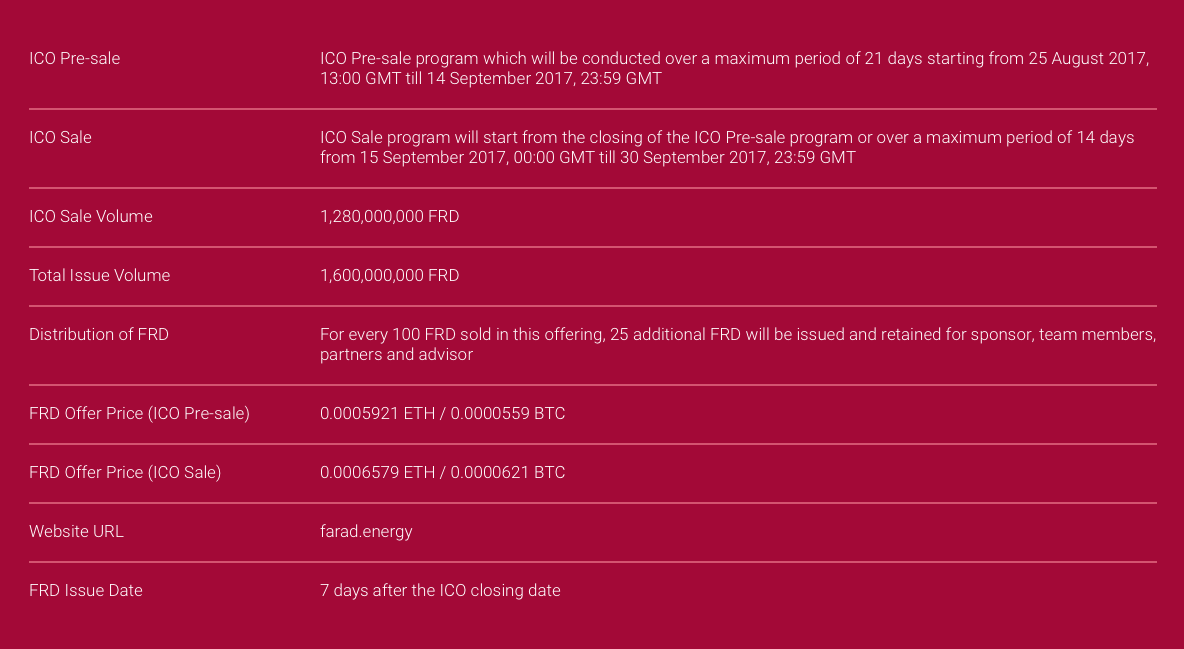 ICO Pre-sale
ICO Pre-sale program which will be conducted over a maximum period of 21 days starting from 25 August 2017,
13:00 GMT till 14 September 2017, 23:59 GMT
ICO Sale
ICO Sale program will start from the closing of the ICO Pre-sale program or over a maximum period of 14 days
from 15 September 2017, 00:00 GMT till 30 September 2017, 23:59 GMT
ICO Sale Volume
1,280,000,000 FRD
Total Issue Volume
1,600,000,000 FRD
Distribution of FRD
For every 100 FRD sold in this offering, 25 additional FRD will be issued and retained for sponsor, team members,
partners and advisor
FRD Offer Price (ICO Pre-sale)
0.0005921 ETH / 0.0000559 BTC
FRD Offer Price (ICO Sale)
0.0006579 ETH / 0.0000621 BTC
Website URL
farad.energy
FRD Issue Date
7 days after the ICO closing date